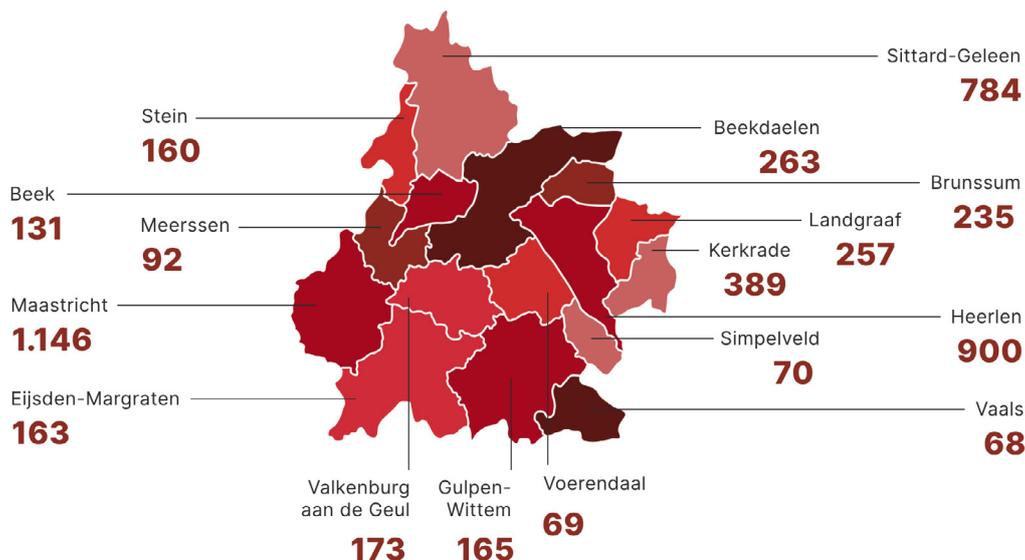 Sittard-Geleen
784
Stein
160
Beekdaelen
263
Beek
131
Brunssum
235
Meerssen
92
Landgraaf
257
Kerkrade
389
Maastricht
1.146
Heerlen
900
Simpelveld
70
Eijsden-Margraten
163
Vaals
68
Valkenburg
aan de Geul
173
Gulpen-
Wittem
165
Voerendaal
69